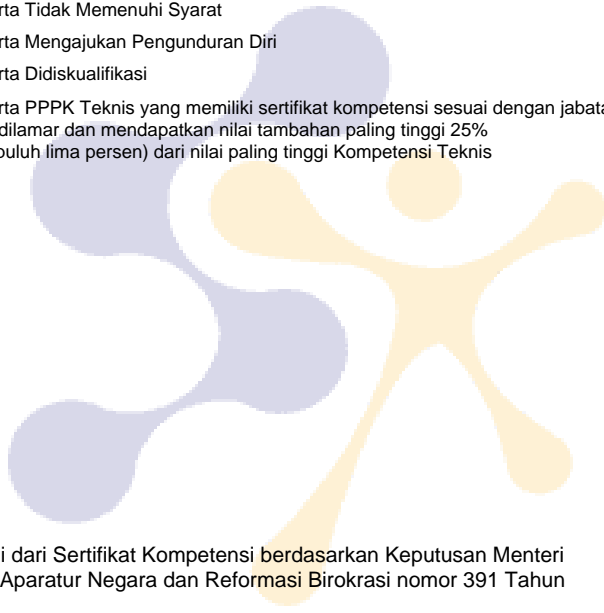 rta Tidak Memenuhi Syarat
rta Mengajukan Pengunduran Diri
rta Didiskualifikasi
rta PPPK Teknis yang memiliki sertifikat kompetensi sesuai dengan jabata
dilamar dan mendapatkan nilai tambahan paling tinggi 25%
puluh lima persen) dari nilai paling tinggi Kompetensi Teknis
i dari Sertifikat Kompetensi berdasarkan Keputusan Menteri
Aparatur Negara dan Reformasi Birokrasi nomor 391 Tahun